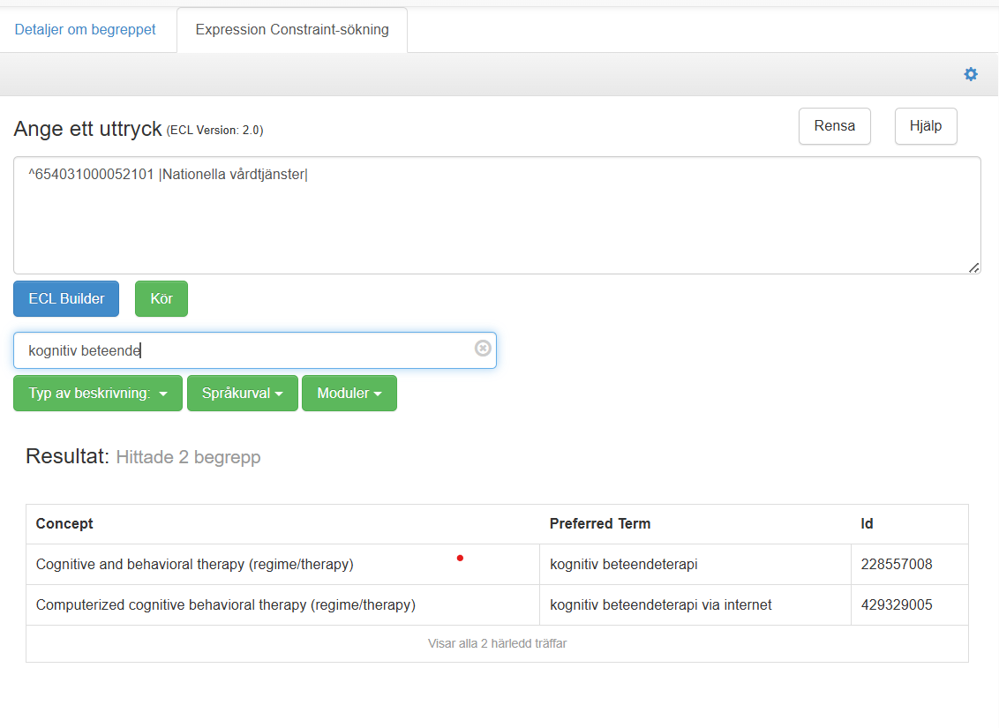 Detaljer om begreppet Expression Constraint-sökning
Ange ett uttryck (ECL Version: 2.0) Rensa Hjälp
^654031000052101 |Nationella vårdtjänster|
ECL Builder Kör
kognitiv beteende
Typ av beskrivning: Språkurval Moduler
Resultat: Hittade 2 begrepp
Concept Preferred Term Id
Cognitive and behavioral therapy (regime/therapy) kognitiv beteendeterapi 228557008
Computerized cognitive behavioral therapy (regime/therapy) kognitiv beteendeterapi via internet 429329005
Visar alla 2 härledd träffar